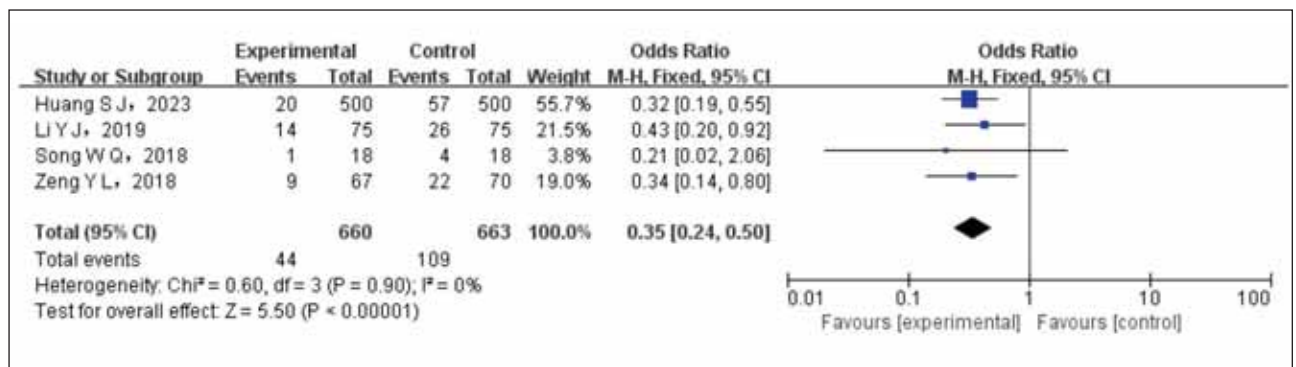 Experimental Control Odds Ratio Odds Ratio
Study or Subgroup Events Total Events Total Weight M-H, Fixed, 95% CI M-H, Fixed, 95% CI
Huang S J，2023 20 500 57 500 55.7% 0.32 [0.19, 0.55]
Li Y J，2019 14 75 26 75 21.5% 0.43 [0.20, 0.92]
Song W Q，2018 1 18 4 18 3.8% 0.21 [0.02, 2.06]
Zeng Y L，2018 9 67 22 70 19.0% 0.34 [0.14, 0.80]
Total (95% CI) 660 663 100.0% 0.35 [0.24, 0.50]
Total events 44 109
Heterogeneity: Chi² = 0.60, df = 3 (P = 0.90); I² = 0%
Test for overall effect: Z = 5.50 (P < 0.00001)
0.01 0.1 1 10 100
Favours [experimental] Favours [control]